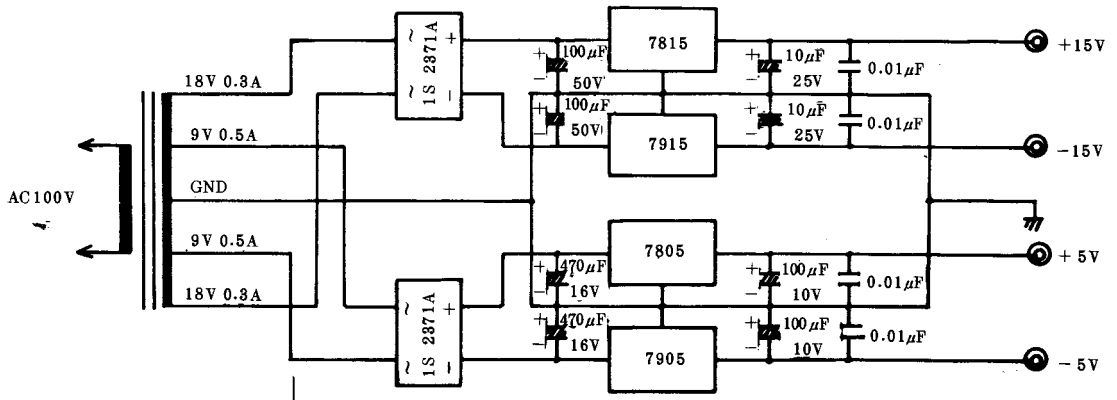 AC 100V
18V 0.3A
9V 0.5A
GND
9V 0.5A
18V 0.3A
~ ~ 1S 2371A + −
+ − 100μF 50V
+ − 100μF 50V
7815
7915
+ − 10μF 25V
+ − 10μF 25V
0.01μF
0.01μF
+15V
−15V
~ ~ 1S 2371A + −
+ − 470μF 16V
+ − 470μF 16V
7805
7905
+ − 100μF 10V
+ − 100μF 10V
0.01μF
0.01μF
+5V
−5V